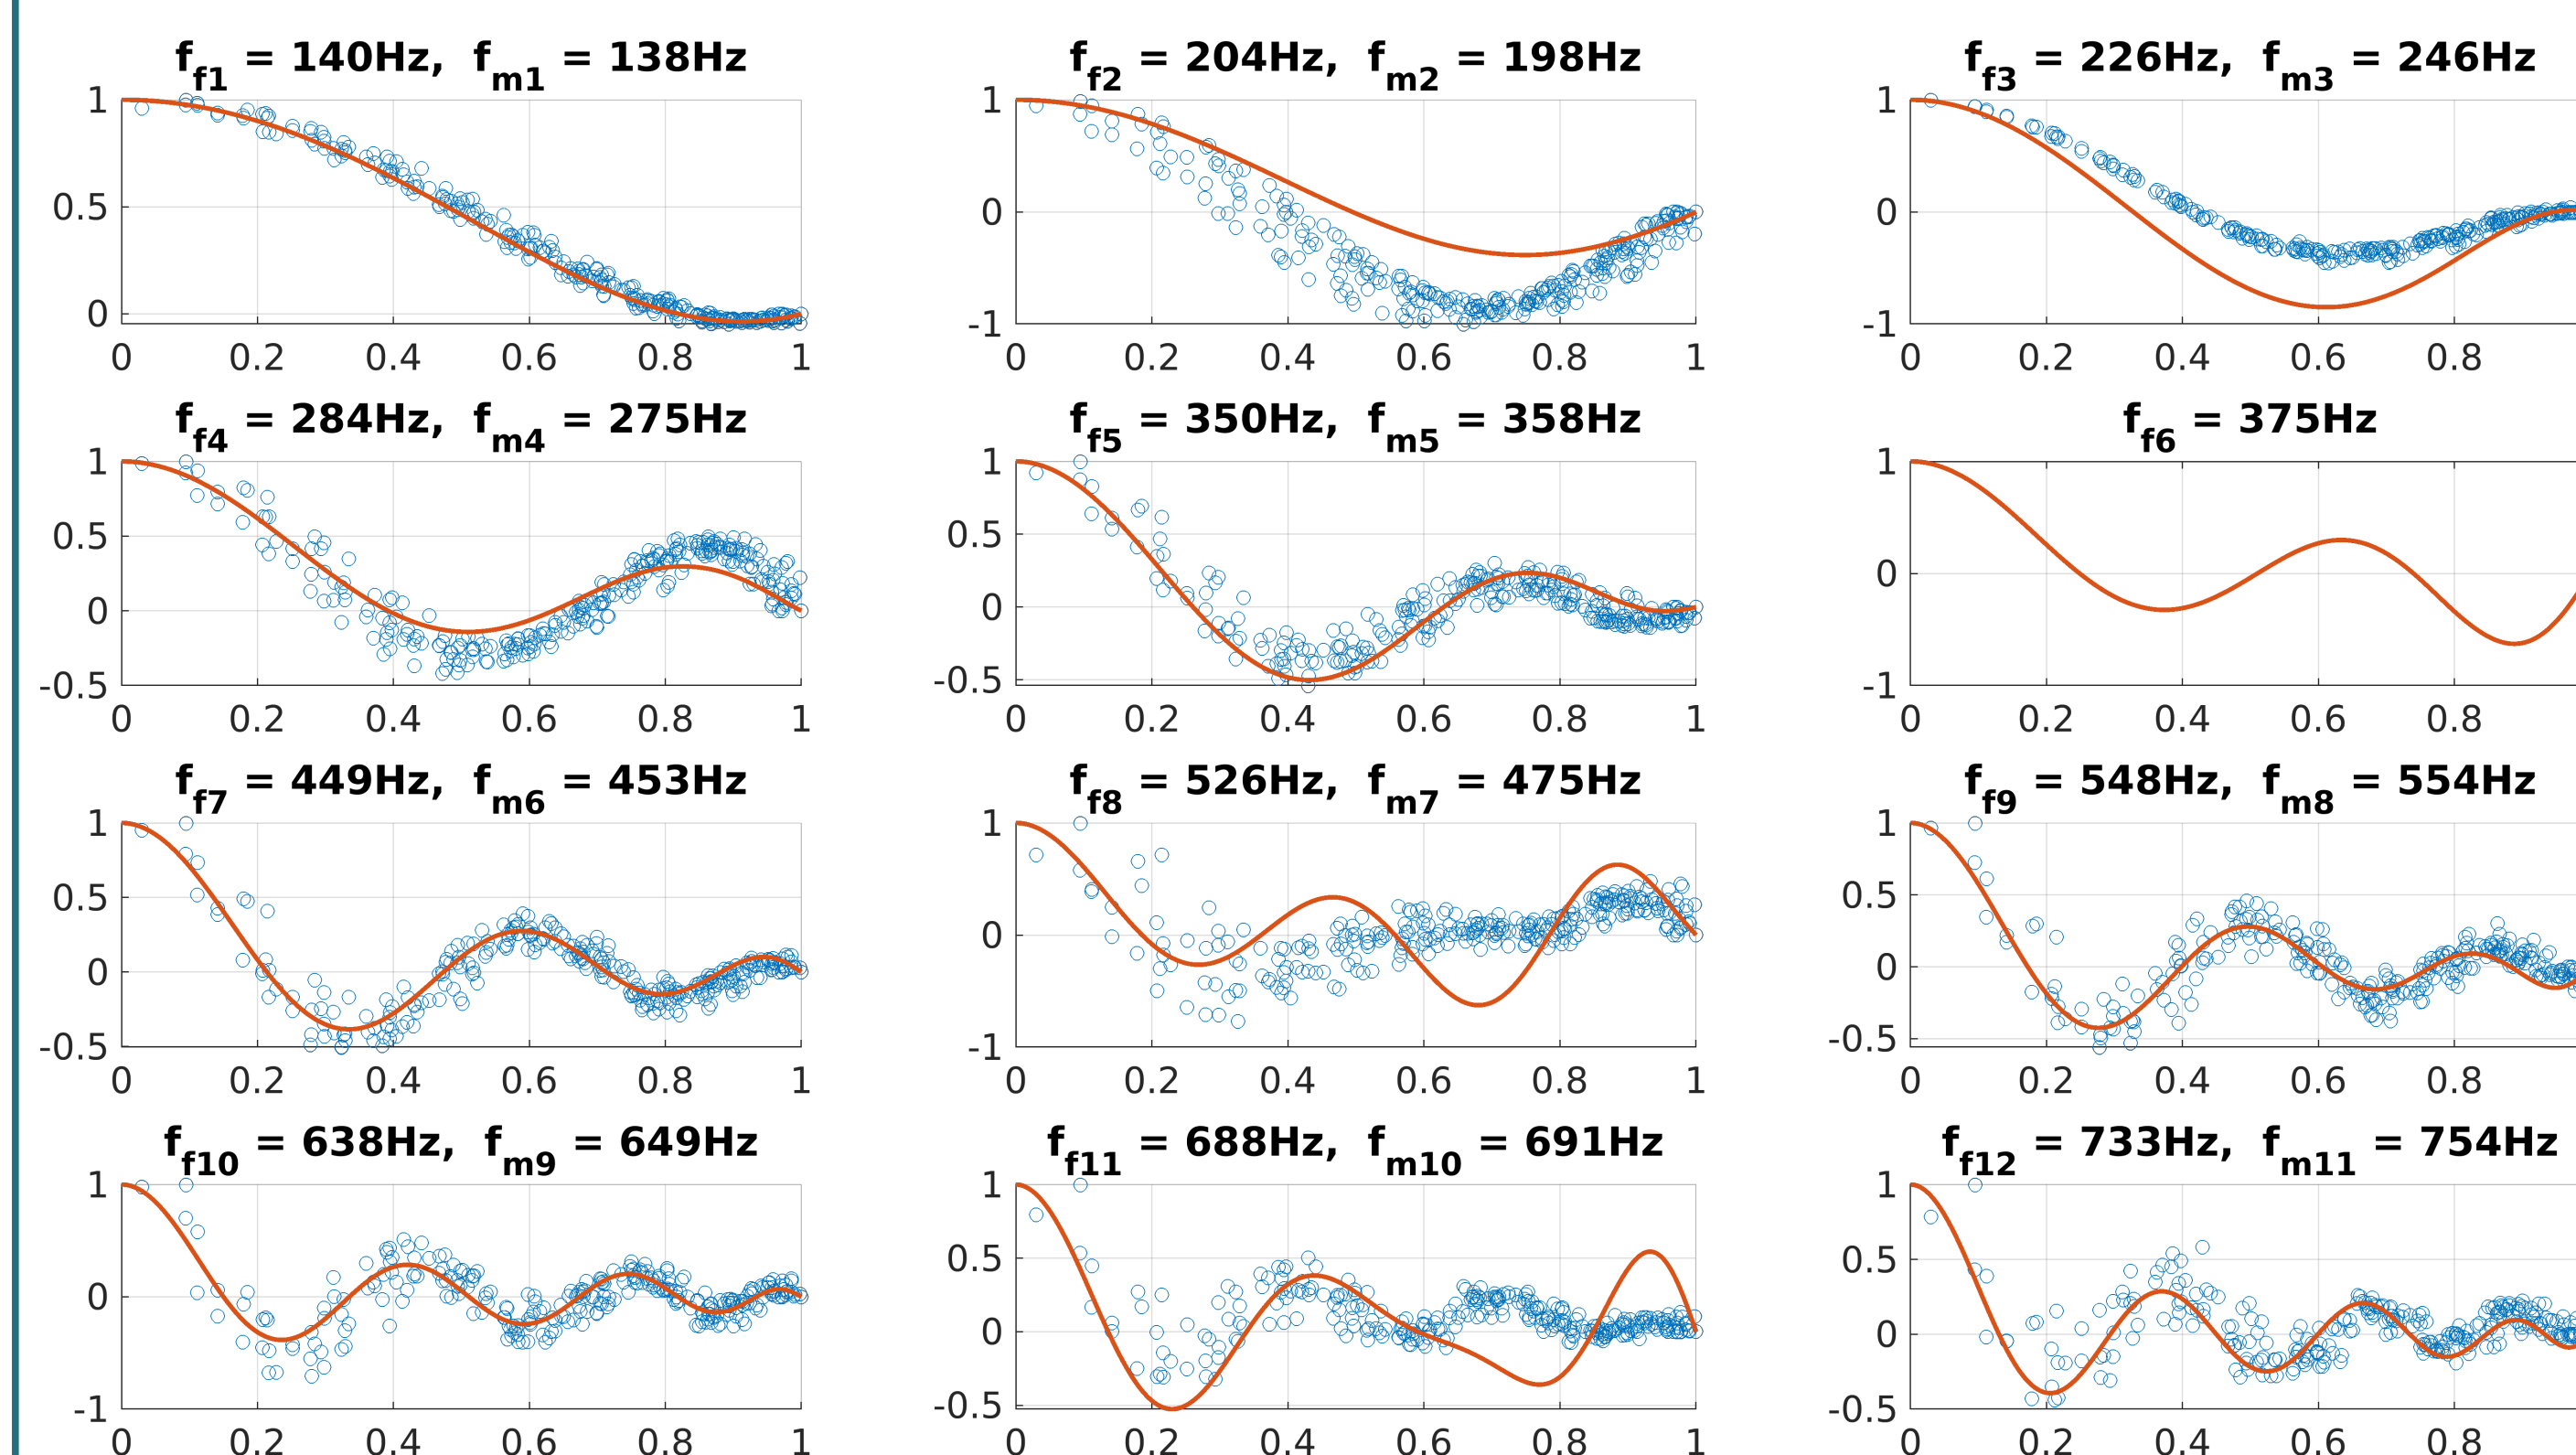 f_f1 = 140Hz, f_m1 = 138Hz
f_f2 = 204Hz, f_m2 = 198Hz
f_f3 = 226Hz, f_m3 = 246Hz
1
0.5
0
0 0.2 0.4 0.6 0.8 1
1
0
-1
0 0.2 0.4 0.6 0.8 1
1
0
-1
0 0.2 0.4 0.6 0.8
f_f4 = 284Hz, f_m4 = 275Hz
f_f5 = 350Hz, f_m5 = 358Hz
f_f6 = 375Hz
1
0.5
0
-0.5
0 0.2 0.4 0.6 0.8 1
1
0.5
0
-0.5
0 0.2 0.4 0.6 0.8 1
1
0
-1
0 0.2 0.4 0.6 0.8
f_f7 = 449Hz, f_m6 = 453Hz
f_f8 = 526Hz, f_m7 = 475Hz
f_f9 = 548Hz, f_m8 = 554Hz
1
0.5
0
-0.5
0 0.2 0.4 0.6 0.8 1
1
0
-1
0 0.2 0.4 0.6 0.8 1
1
0.5
0
-0.5
0 0.2 0.4 0.6 0.8
f_f10 = 638Hz, f_m9 = 649Hz
f_f11 = 688Hz, f_m10 = 691Hz
f_f12 = 733Hz, f_m11 = 754Hz
1
0
-1
0 0.2 0.4 0.6 0.8 1
1
0.5
0
-0.5
0 0.2 0.4 0.6 0.8 1
1
0.5
0
-0.5
0 0.2 0.4 0.6 0.8